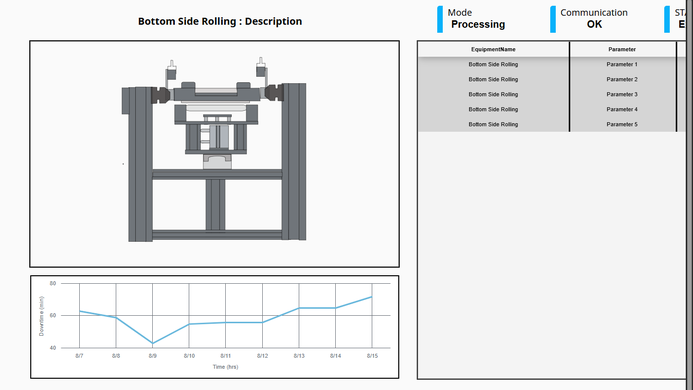 Bottom Side Rolling : Description
Mode
Processing
Communication
OK
EquipmentName Parameter
Bottom Side Rolling Parameter 1
Bottom Side Rolling Parameter 2
Bottom Side Rolling Parameter 3
Bottom Side Rolling Parameter 4
Bottom Side Rolling Parameter 5
80
60
40
Downtime (min)
8/7 8/8 8/9 8/10 8/11 8/12 8/13 8/14 8/15
Time (hrs)